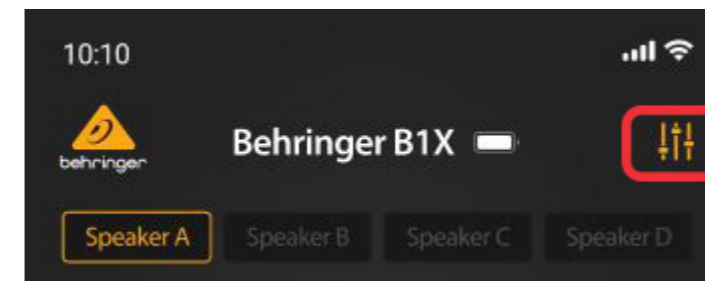 10:10
behringer
Behringer B1X
Speaker A Speaker B Speaker C Speaker D